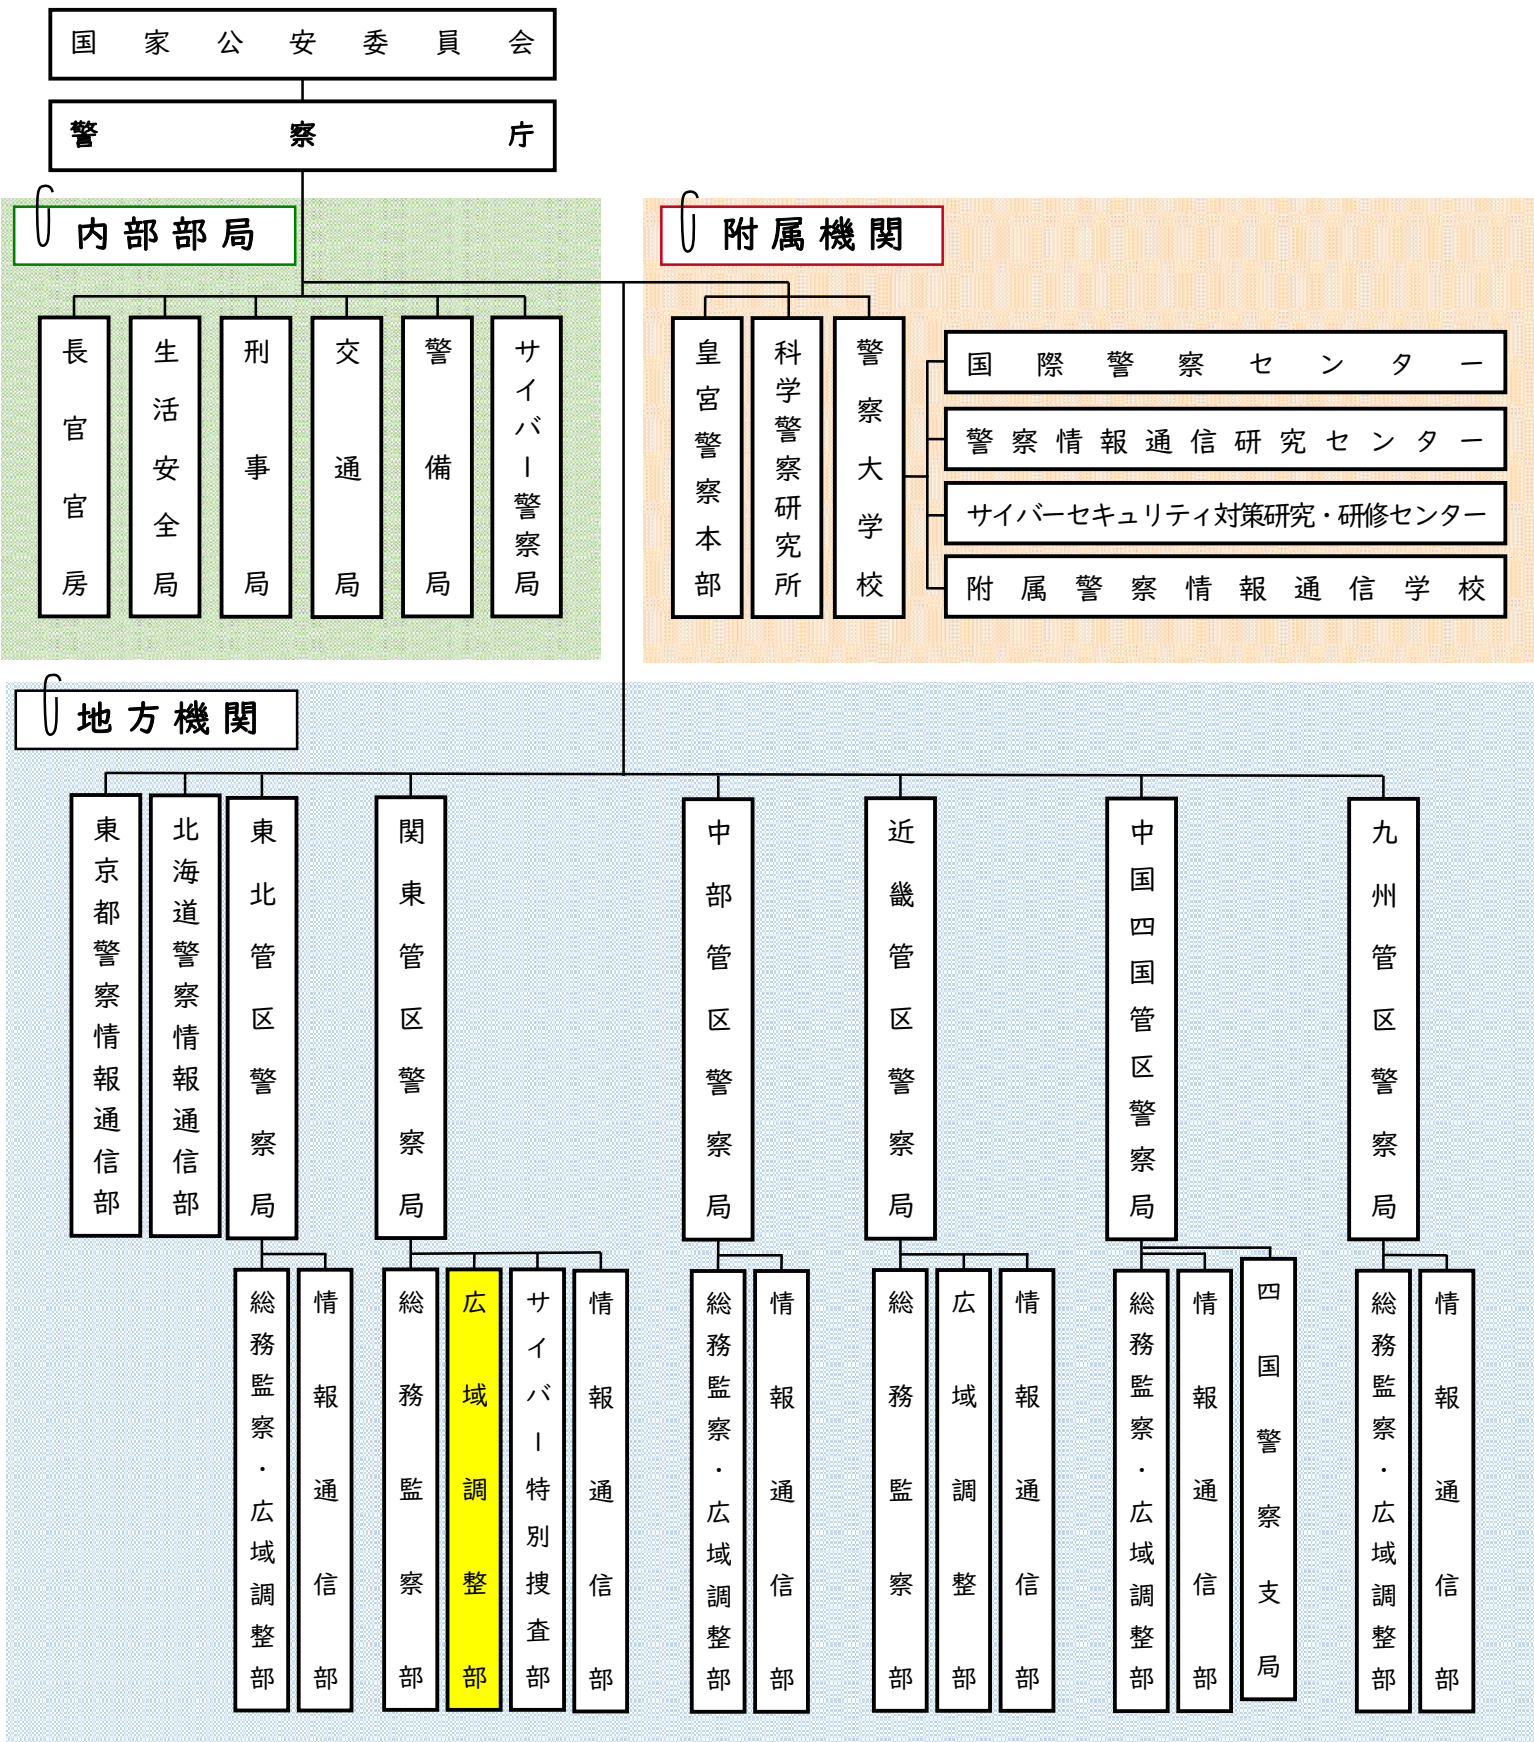 国家公安委員会
警察庁
内部部局
長官官房
生活安全局
刑事局
交通局
警備局
サイバー警察局
附属機関
皇宮警察本部
科学警察研究所
警察大学校
国際警察センター
警察情報通信研究センター
サイバーセキュリティ対策研究・研修センター
附属警察情報通信学校
地方機関
東京都警察情報通信部
北海道警察情報通信部
東北管区警察局
関東管区警察局
中部管区警察局
近畿管区警察局
中国四国管区警察局
九州管区警察局
総務監察・広域調整部
情報通信部
総務監察部
広域調整部
サイバー特別捜査部
情報通信部
総務監察・広域調整部
情報通信部
総務監察部
広域調整部
情報通信部
総務監察・広域調整部
情報通信部
四国警察支局
総務監察・広域調整部
情報通信部